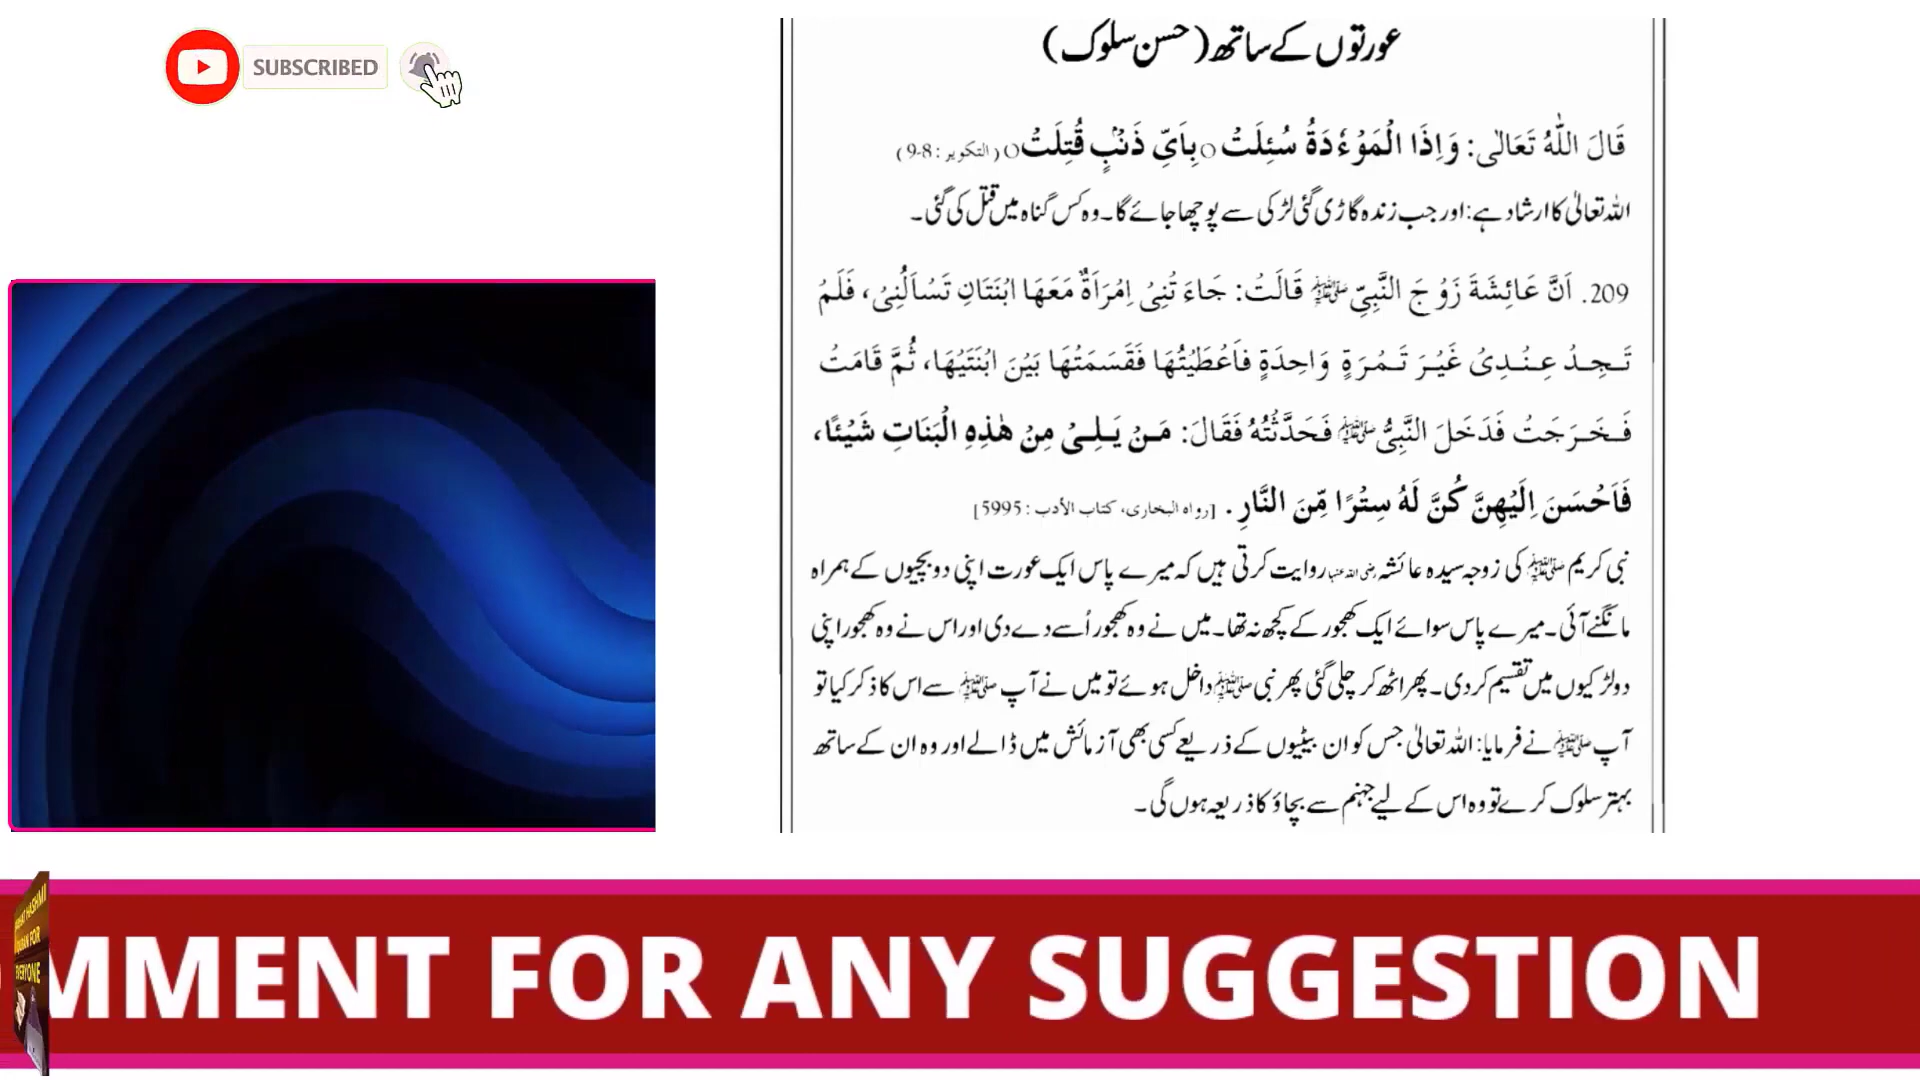 SUBSCRIBED
عورتوں کے ساتھ (حسن سلوک)
قَالَ اللّٰهُ تَعَالٰى: وَاِذَا الْمَوْءٗدَةُ سُئِلَتْ ○ بِاَىِّ ذَنْۢبٍ قُتِلَتْ ○ (التكوير: 8-9)
اللہ تعالیٰ کا ارشاد ہے: اور جب زندہ گاڑی گئی لڑکی سے پوچھا جائے گا۔ وہ کس گناہ میں قتل کی گئی۔
209. اَنَّ عَائِشَةَ زَوْجَ النَّبِيِّ ﷺ قَالَتْ: جَاءَ تْنِىْ اِمْرَاَةٌ مَعَهَا ابْنَتَانِ تَسْاَلُنِىْ، فَلَمْ
تَجِدْ عِنْدِىْ غَيْرَ تَمْرَةٍ وَاحِدَةٍ فَاَعْطَيْتُهَا فَقَسَمَتْهَا بَيْنَ ابْنَتَيْهَا، ثُمَّ قَامَتْ
فَخَرَجَتْ فَدَخَلَ النَّبِىُّ ﷺ فَحَدَّثْتُهُ فَقَالَ: مَنْ يَلِىْ مِنْ هٰذِهِ الْبَنَاتِ شَيْئًا،
فَاَحْسَنَ اِلَيْهِنَّ كُنَّ لَهُ سِتْرًا مِّنَ النَّارِ. [رواه البخارى، كتاب الأدب: 5995]
نبی کریم ﷺ کی زوجہ سیدہ عائشہ رضی اللہ عنہا روایت کرتی ہیں کہ میرے پاس ایک عورت اپنی دو بچیوں کے ہمراہ
مانگنے آئی۔ میرے پاس سوائے ایک کھجور کے کچھ نہ تھا۔ میں نے وہ کھجور اُسے دے دی اور اس نے وہ کھجور اپنی
دو لڑکیوں میں تقسیم کر دی۔ پھر اٹھ کر چلی گئی پھر نبی ﷺ داخل ہوئے تو میں نے آپ ﷺ سے اس کا ذکر کیا تو
آپ ﷺ نے فرمایا: اللہ تعالیٰ جس کو ان بیٹیوں کے ذریعے کسی بھی آزمائش میں ڈالے اور وہ ان کے ساتھ
بہتر سلوک کرے تو وہ اس کے لیے جہنم سے بچاؤ کا ذریعہ ہوں گی۔
MMENT FOR ANY SUGGESTION
HASHMI
QURAN FOR
EVERYONE